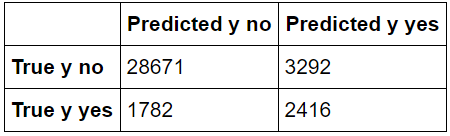 Predicted y no Predicted y yes
True y no 28671 3292
True y yes 1782 2416